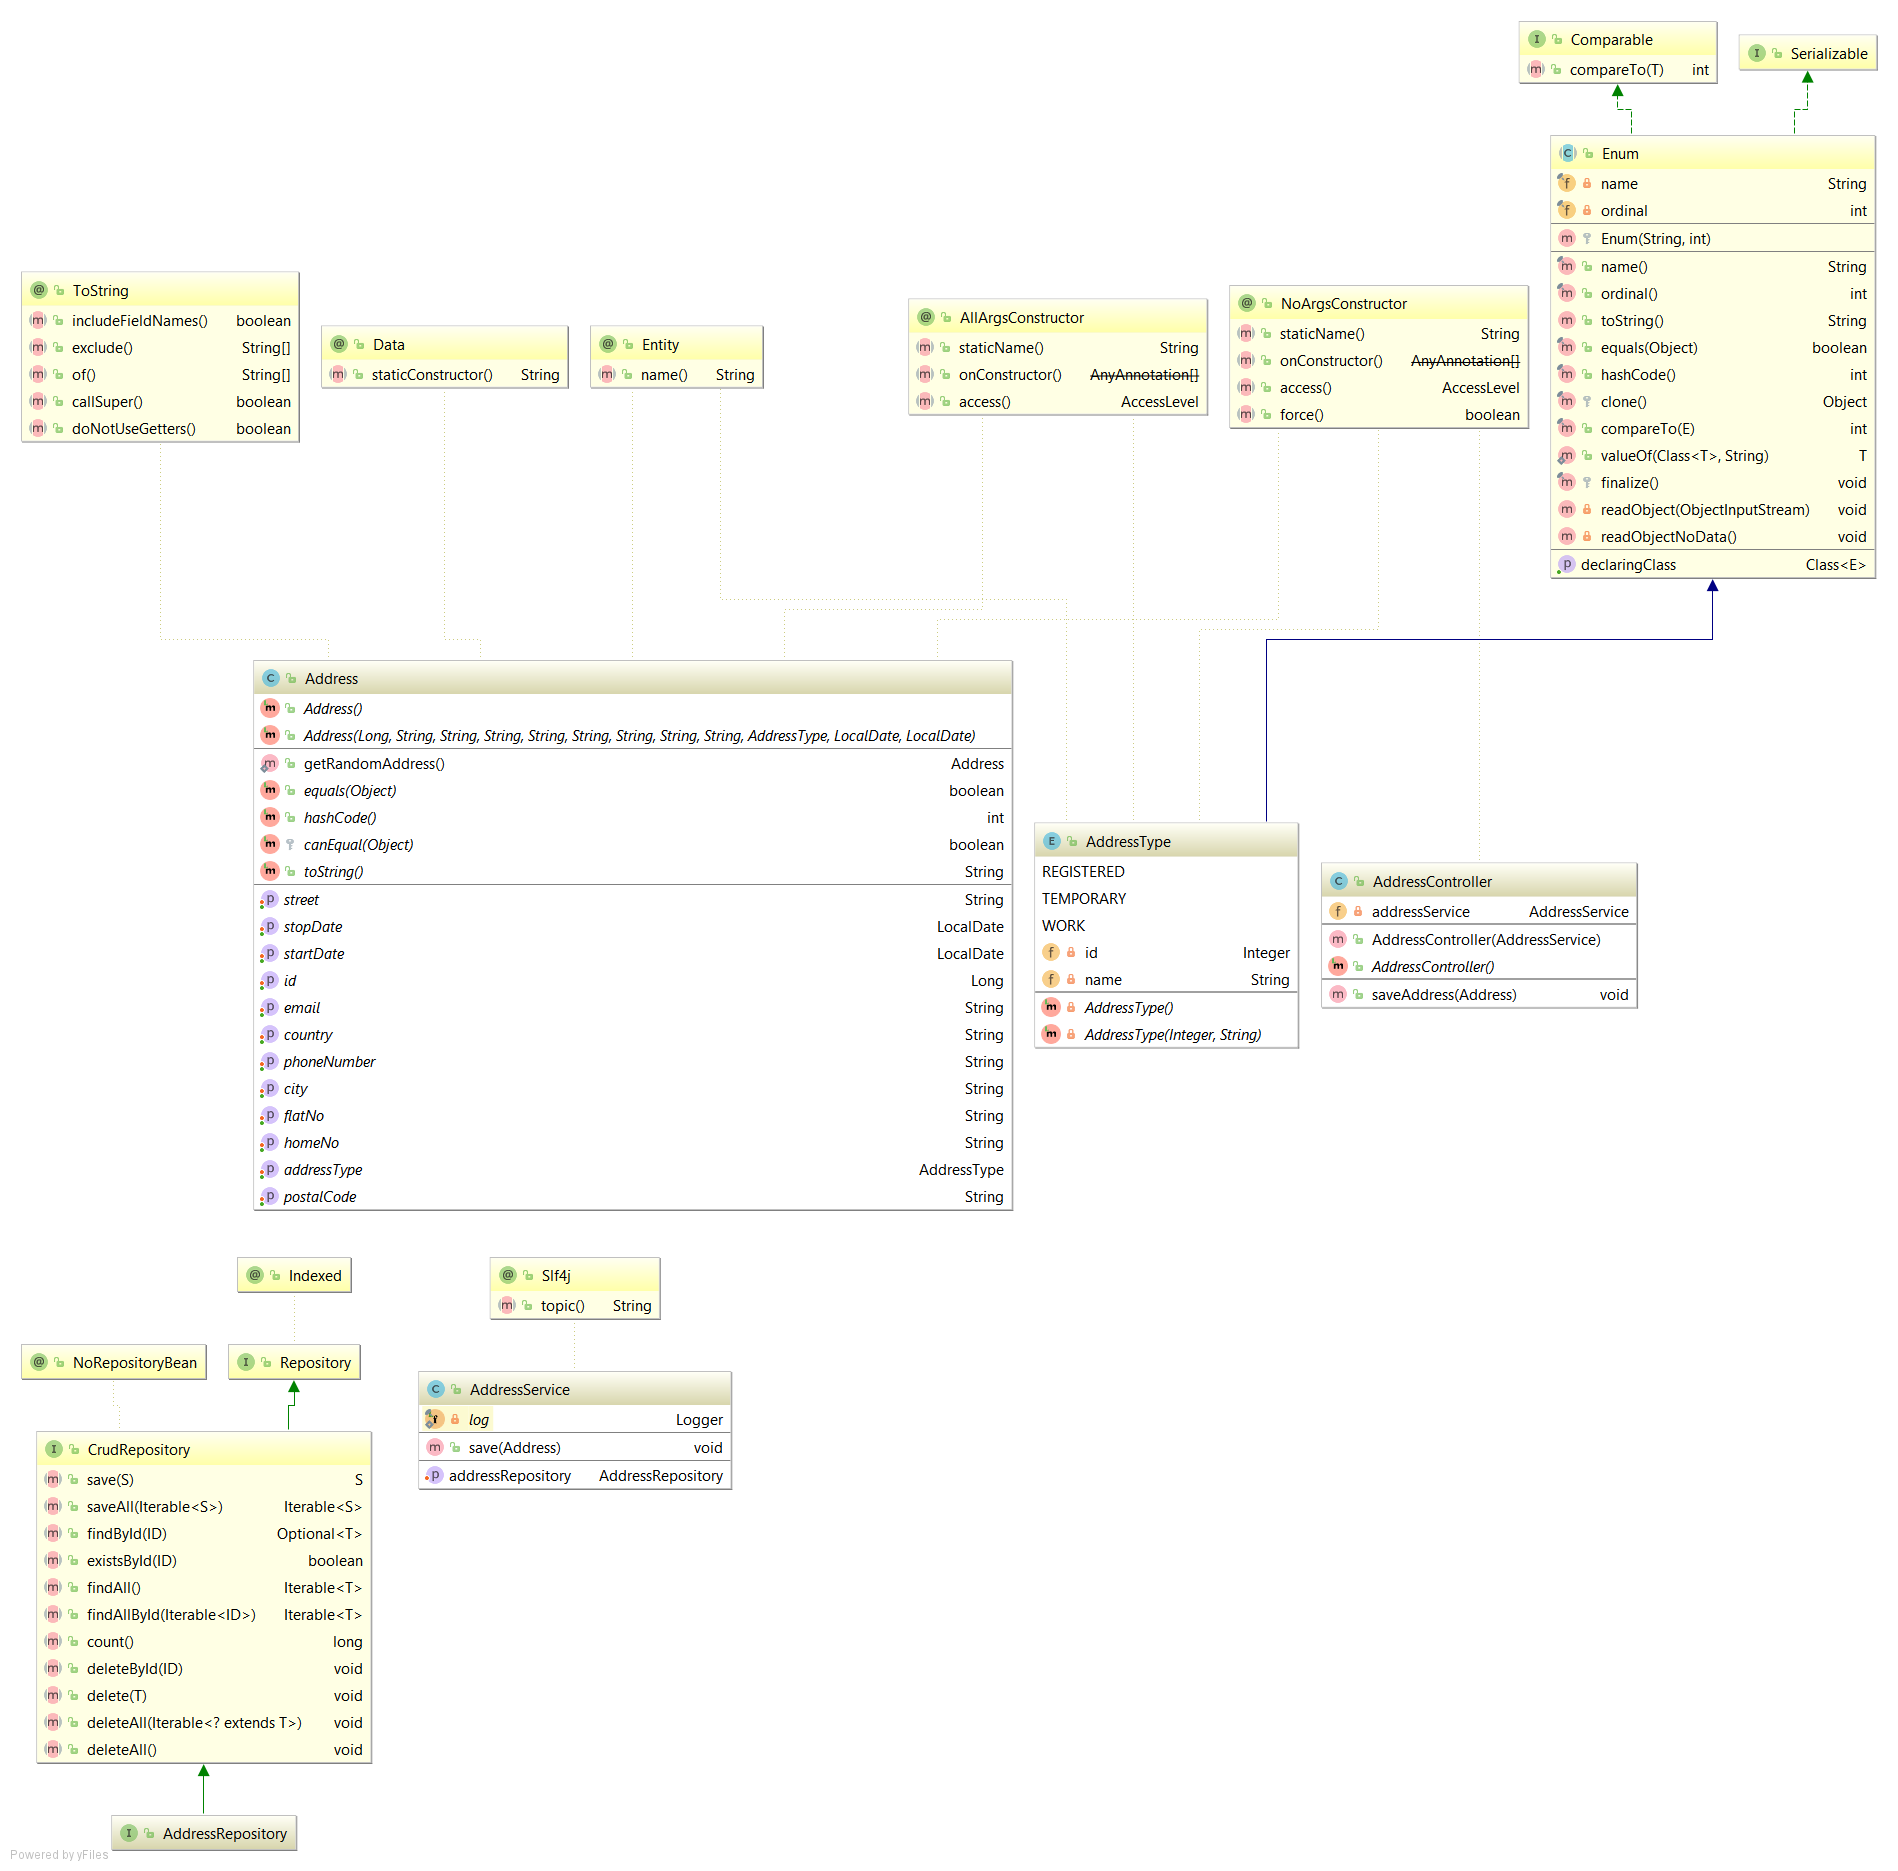 Comparable
compareTo(T) int
Serializable
Enum
name String
ordinal int
Enum(String, int)
name() String
ordinal() int
toString() String
equals(Object) boolean
hashCode() int
clone() Object
compareTo(E) int
valueOf(Class<T>, String) T
finalize() void
readObject(ObjectInputStream) void
readObjectNoData() void
declaringClass Class<E>
ToString
includeFieldNames() boolean
exclude() String[]
of() String[]
callSuper() boolean
doNotUseGetters() boolean
Data
staticConstructor() String
Entity
name() String
AllArgsConstructor
staticName() String
onConstructor() AnyAnnotation[]
access() AccessLevel
NoArgsConstructor
staticName() String
onConstructor() AnyAnnotation[]
access() AccessLevel
force() boolean
Address
Address()
Address(Long, String, String, String, String, String, String, String, String, AddressType, LocalDate, LocalDate)
getRandomAddress() Address
equals(Object) boolean
hashCode() int
canEqual(Object) boolean
toString() String
street String
stopDate LocalDate
startDate LocalDate
id Long
email String
country String
phoneNumber String
city String
flatNo String
homeNo String
addressType AddressType
postalCode String
AddressType
REGISTERED
TEMPORARY
WORK
id Integer
name String
AddressType()
AddressType(Integer, String)
AddressController
addressService AddressService
AddressController(AddressService)
AddressController()
saveAddress(Address) void
Indexed
NoRepositoryBean
Repository
Slf4j
topic() String
AddressService
log Logger
save(Address) void
addressRepository AddressRepository
CrudRepository
save(S) S
saveAll(Iterable<S>) Iterable<S>
findById(ID) Optional<T>
existsById(ID) boolean
findAll() Iterable<T>
findAllById(Iterable<ID>) Iterable<T>
count() long
deleteById(ID) void
delete(T) void
deleteAll(Iterable<? extends T>) void
deleteAll() void
AddressRepository
Powered by yFiles